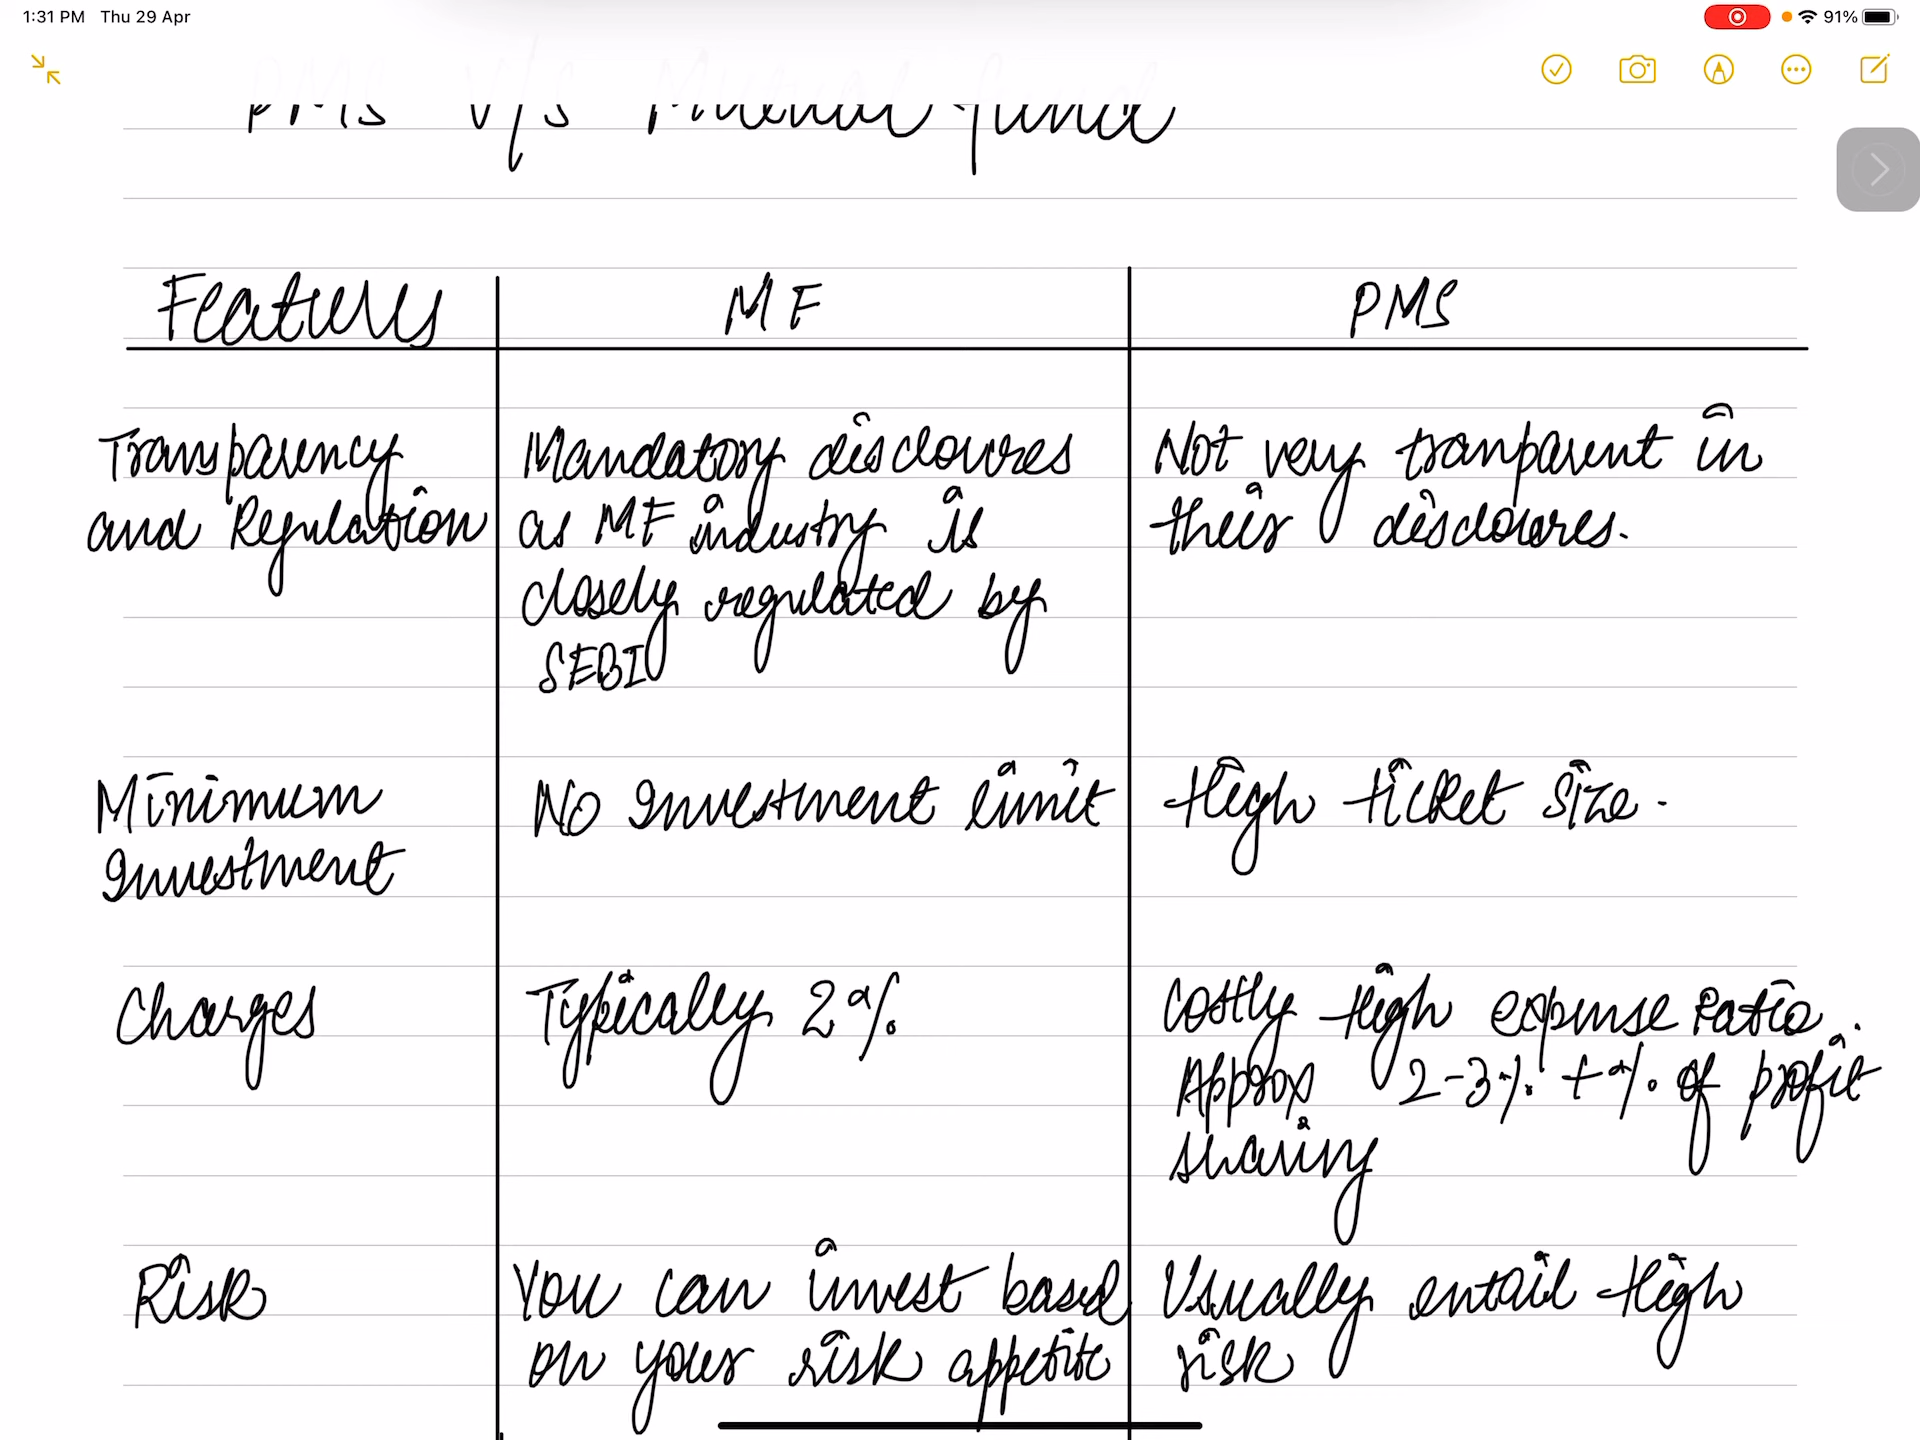 1:31 PM Thu 29 Apr
91%
PMS V/S Mutual fund
Features MF PMS
Transparency Mandatory disclosures Not very tranparent in
and Regulation as MF industry is their disclosures.
closely regulated by
SEBI
Minimum No Investment limit High ticket size.
Investment
Charges Typically 2% Costly High expense ratio.
Approx 2-3% + % of profit
sharing
Risk You can invest based Usually entail High
on your risk appetite risk